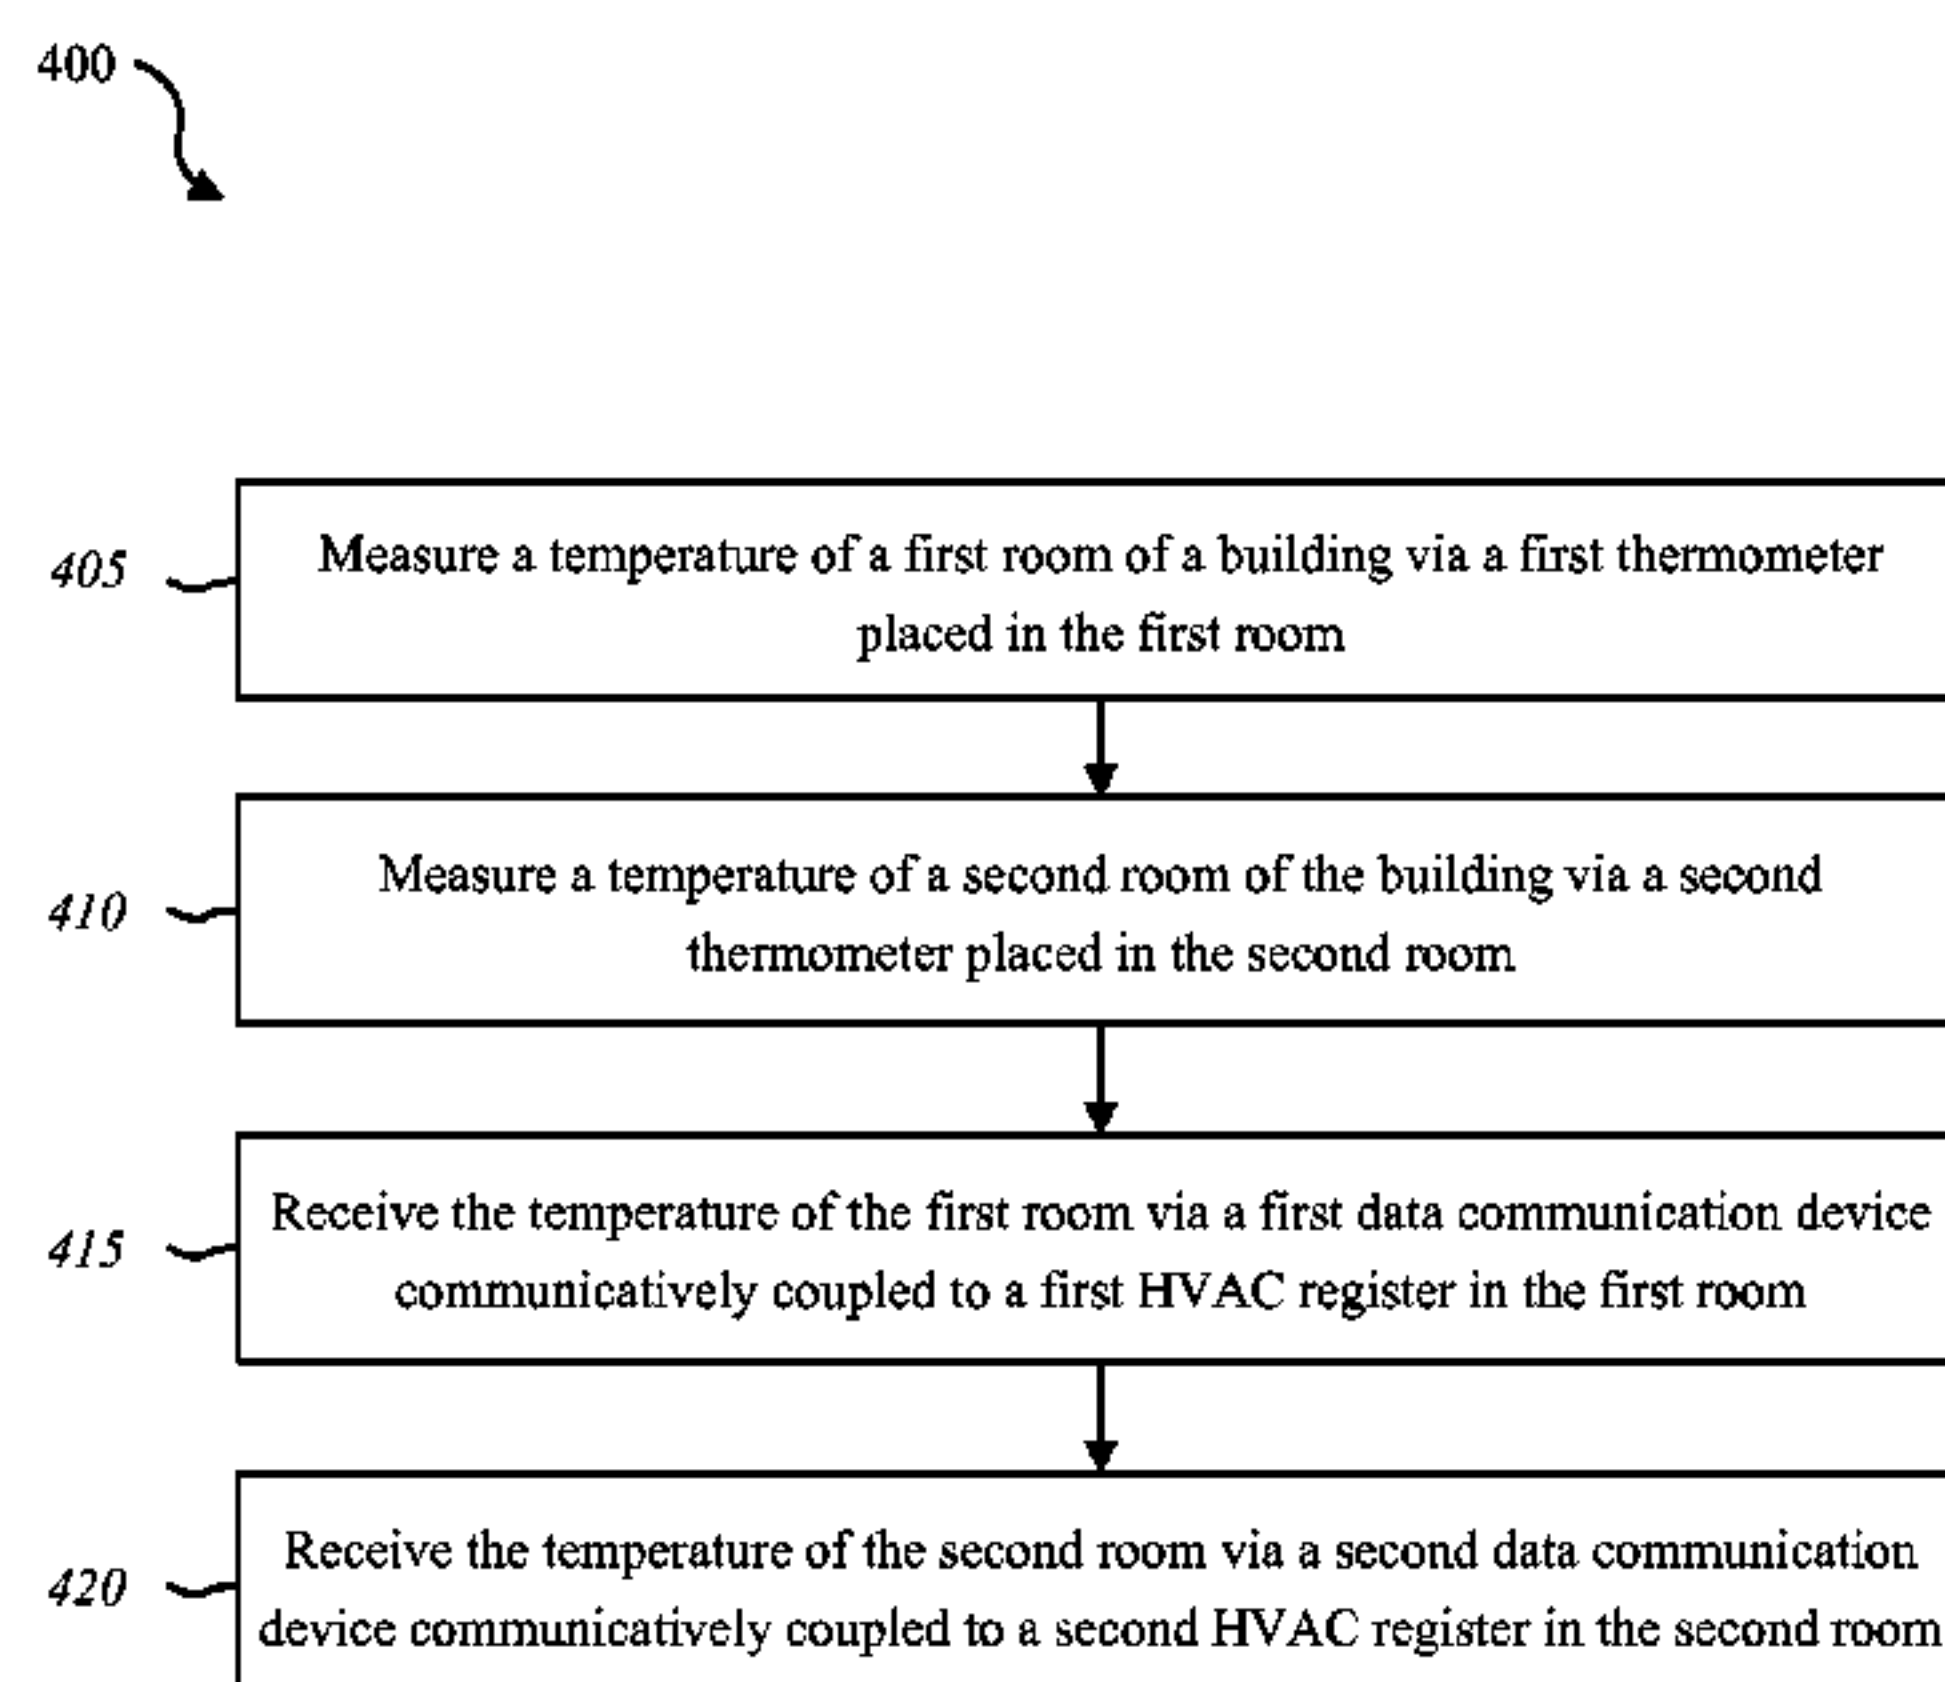 400
405
Measure a temperature of a first room of a building via a first thermometer
placed in the first room
410
Measure a temperature of a second room of the building via a second
thermometer placed in the second room
415
Receive the temperature of the first room via a first data communication device
communicatively coupled to a first HVAC register in the first room
420
Receive the temperature of the second room via a second data communication
device communicatively coupled to a second HVAC register in the second room